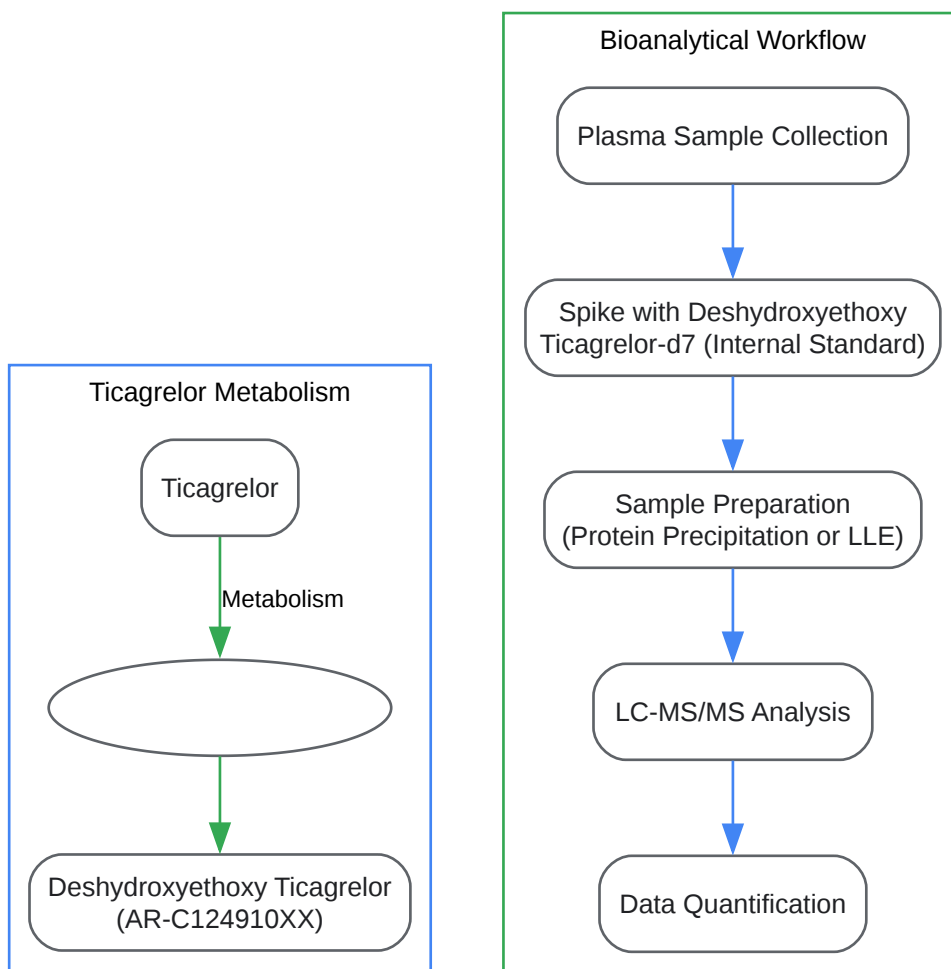 Ticagrelor Metabolism
Ticagrelor
Metabolism
Deshydroxyethoxy Ticagrelor
(AR-C124910XX)
Bioanalytical Workflow
Plasma Sample Collection
Spike with Deshydroxyethoxy
Ticagrelor-d7 (Internal Standard)
Sample Preparation
(Protein Precipitation or LLE)
LC-MS/MS Analysis
Data Quantification